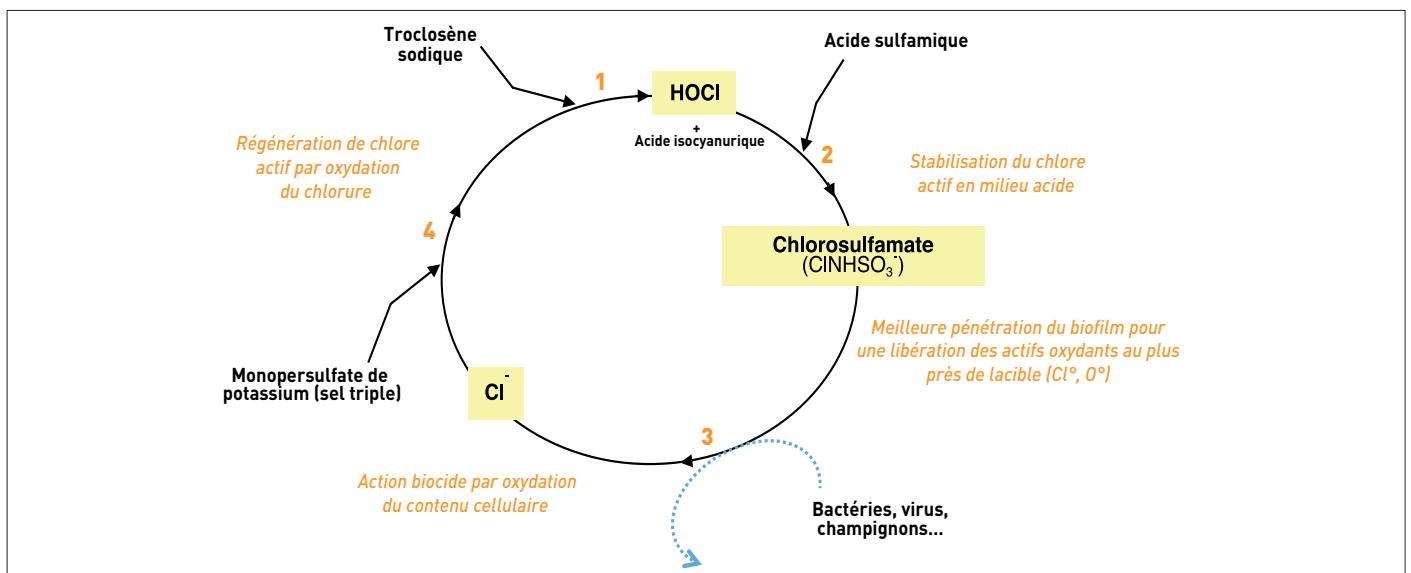 Troclosène
sodique
1
HOCl
+
Acide isocyanurique
Acide sulfamique
2
Stabilisation du chlore
actif en milieu acide
Chlorosulfamate
(ClNHSO₃⁻)
Meilleure pénétration du biofilm pour
une libération des actifs oxydants au plus
près de lacible (Cl°, O°)
3
Bactéries, virus,
champignons...
Action biocide par oxydation
du contenu cellulaire
Cl⁻
Monopersulfate de
potassium (sel triple)
4
Régénération de chlore
actif par oxydation
du chlorure